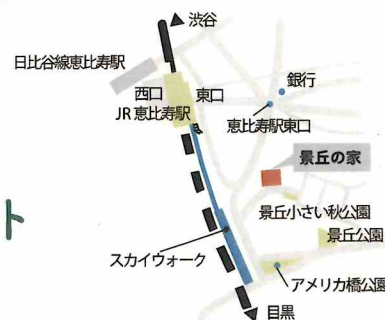 渋谷
日比谷線恵比寿駅
銀行
西口
東口
JR恵比寿駅
恵比寿駅東口
景丘の家
景丘小さい秋公園
ト
景丘公園
スカイウォーク
アメリカ橋公園
目黒